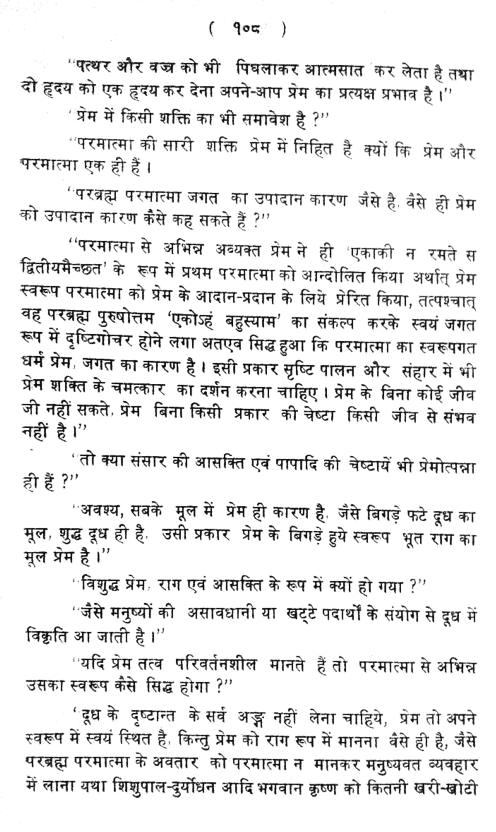 ( १०८ )
"पत्थर और वज्र को भी पिघलाकर आत्मसात कर लेता है तथा
दो हृदय को एक हृदय कर देना अपने-आप प्रेम का प्रत्यक्ष प्रभाव है।"
'प्रेम में किसी शक्ति का भी समावेश है ?"
"परमात्मा की सारी शक्ति प्रेम में निहित है क्यों कि प्रेम और
परमात्मा एक ही हैं।
"परब्रह्म परमात्मा जगत का उपादान कारण जैसे है, वैसे ही प्रेम
को उपादान कारण कैसे कह सकते हैं ?"
"परमात्मा से अभिन्न अव्यक्त प्रेम ने ही 'एकाकी न रमते स
द्वितीयमैच्छत' के रूप में प्रथम परमात्मा को आन्दोलित किया अर्थात् प्रेम
स्वरूप परमात्मा को प्रेम के आदान-प्रदान के लिये प्रेरित किया, तत्पश्चात्
वह परब्रह्म पुरुषोत्तम 'एकोऽहं बहुस्याम' का संकल्प करके स्वयं जगत
रूप में दृष्टिगोचर होने लगा अतएव सिद्ध हुआ कि परमात्मा का स्वरूपगत
धर्म प्रेम, जगत का कारण है। इसी प्रकार सृष्टि पालन और संहार में भी
प्रेम शक्ति के चमत्कार का दर्शन करना चाहिए। प्रेम के बिना कोई जीव
जी नहीं सकते, प्रेम बिना किसी प्रकार की चेष्टा किसी जीव से संभव
नहीं है।"
"तो क्या संसार की आसक्ति एवं पापादि की चेष्टायें भी प्रेमोत्पन्ना
ही हैं ?"
"अवश्य, सबके मूल में प्रेम ही कारण है, जैसे बिगड़े फटे दूध का
मूल, शुद्ध दूध ही है, उसी प्रकार प्रेम के बिगड़े हुये स्वरूप भूत राग का
मूल प्रेम है।"
"विशुद्ध प्रेम, राग एवं आसक्ति के रूप में क्यों हो गया ?"
"जैसे मनुष्यों की असावधानी या खट्टे पदार्थों के संयोग से दूध में
विकृति आ जाती है।"
"यदि प्रेम तत्व परिवर्तनशील मानते हैं तो परमात्मा से अभिन्न
उसका स्वरूप कैसे सिद्ध होगा ?"
'दूध के दृष्टान्त के सर्व अङ्ग नहीं लेना चाहिये, प्रेम तो अपने
स्वरूप में स्वयं स्थित है, किन्तु प्रेम को राग रूप में मानना वैसे ही है, जैसे
परब्रह्म परमात्मा के अवतार को परमात्मा न मानकर मनुष्यवत व्यवहार
में लाना यथा शिशुपाल-दुर्योधन आदि भगवान कृष्ण को कितनी खरी-खोटी